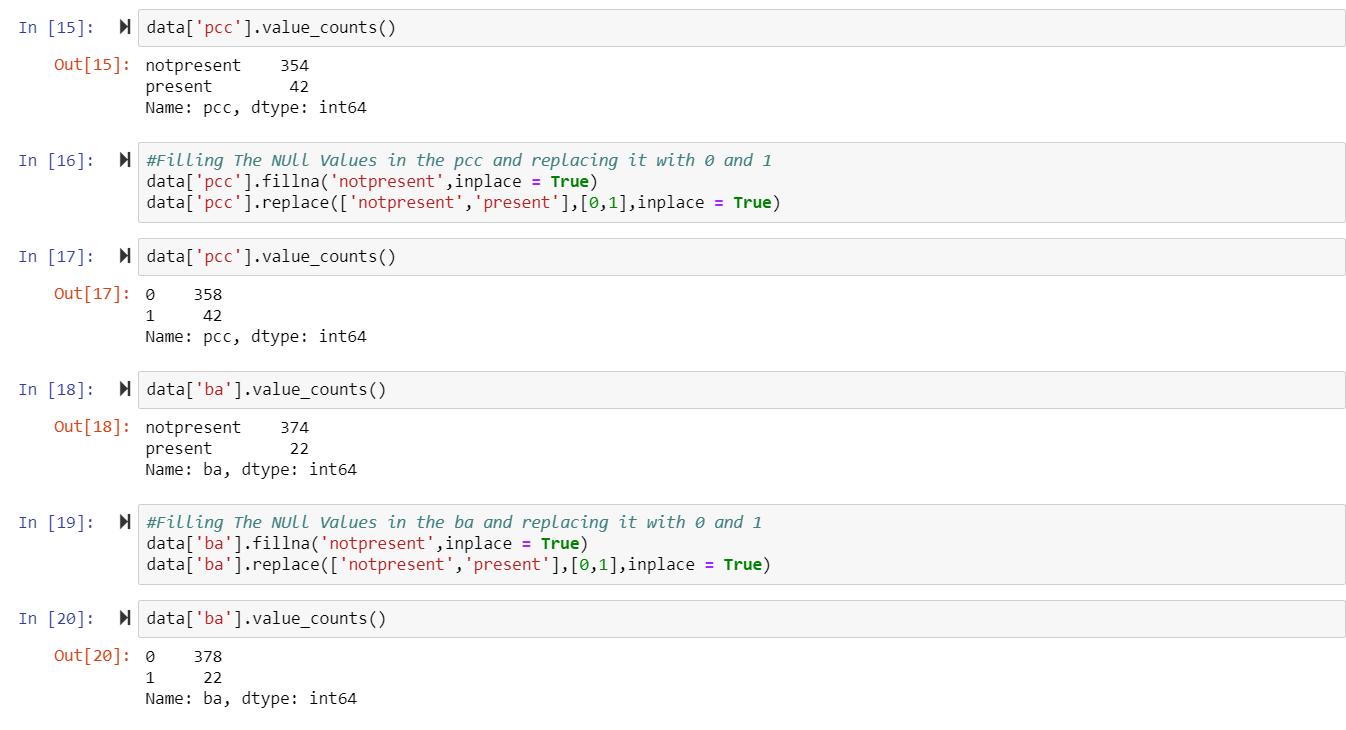 In [15]: data['pcc'].value_counts()
Out[15]: notpresent    354
present        42
Name: pcc, dtype: int64
In [16]: #Filling The NUll Values in the pcc and replacing it with 0 and 1
data['pcc'].fillna('notpresent',inplace = True)
data['pcc'].replace(['notpresent','present'],[0,1],inplace = True)
In [17]: data['pcc'].value_counts()
Out[17]: 0    358
1     42
Name: pcc, dtype: int64
In [18]: data['ba'].value_counts()
Out[18]: notpresent    374
present        22
Name: ba, dtype: int64
In [19]: #Filling The NUll Values in the ba and replacing it with 0 and 1
data['ba'].fillna('notpresent',inplace = True)
data['ba'].replace(['notpresent','present'],[0,1],inplace = True)
In [20]: data['ba'].value_counts()
Out[20]: 0    378
1     22
Name: ba, dtype: int64